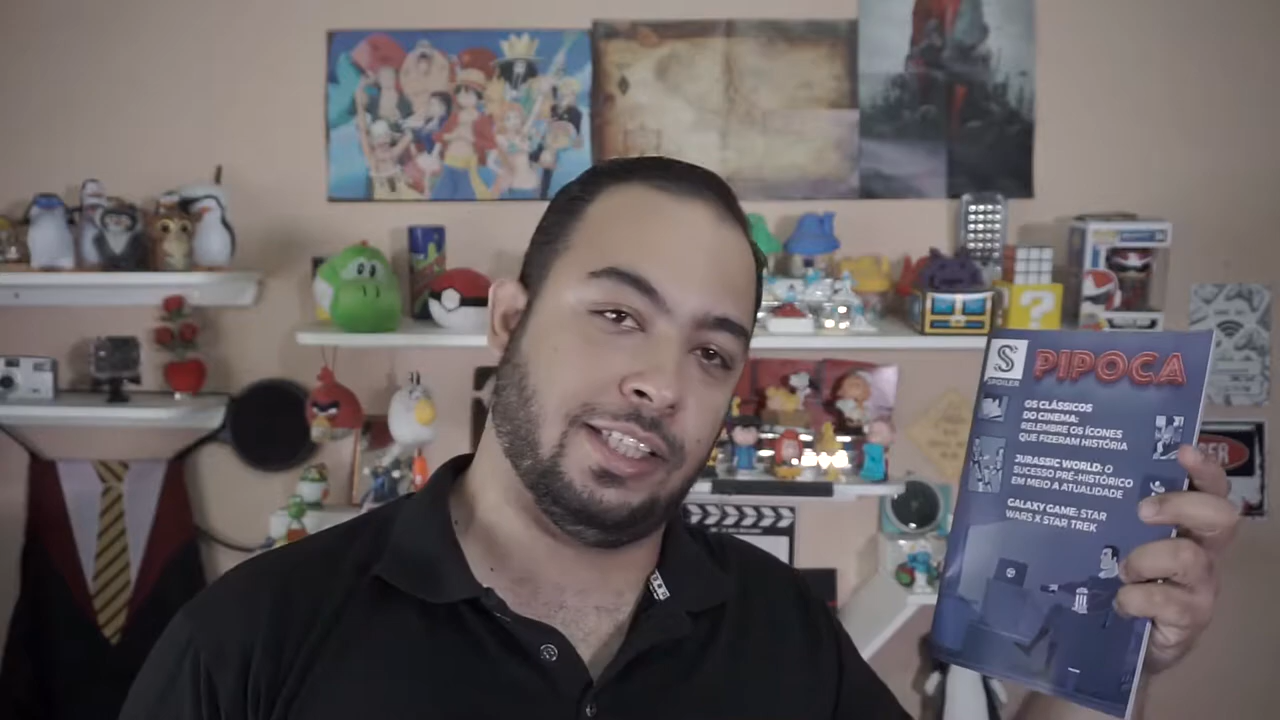 S
SPOILER
PIPOCA
OS CLÁSSICOS
DO CINEMA:
RELEMBRE OS ÍCONES
QUE FIZERAM HISTÓRIA
JURASSIC WORLD: O
SUCESSO PRÉ-HISTÓRICO
EM MEIO A ATUALIDADE
GALAXY GAME: STAR
WARS X STAR TREK
?